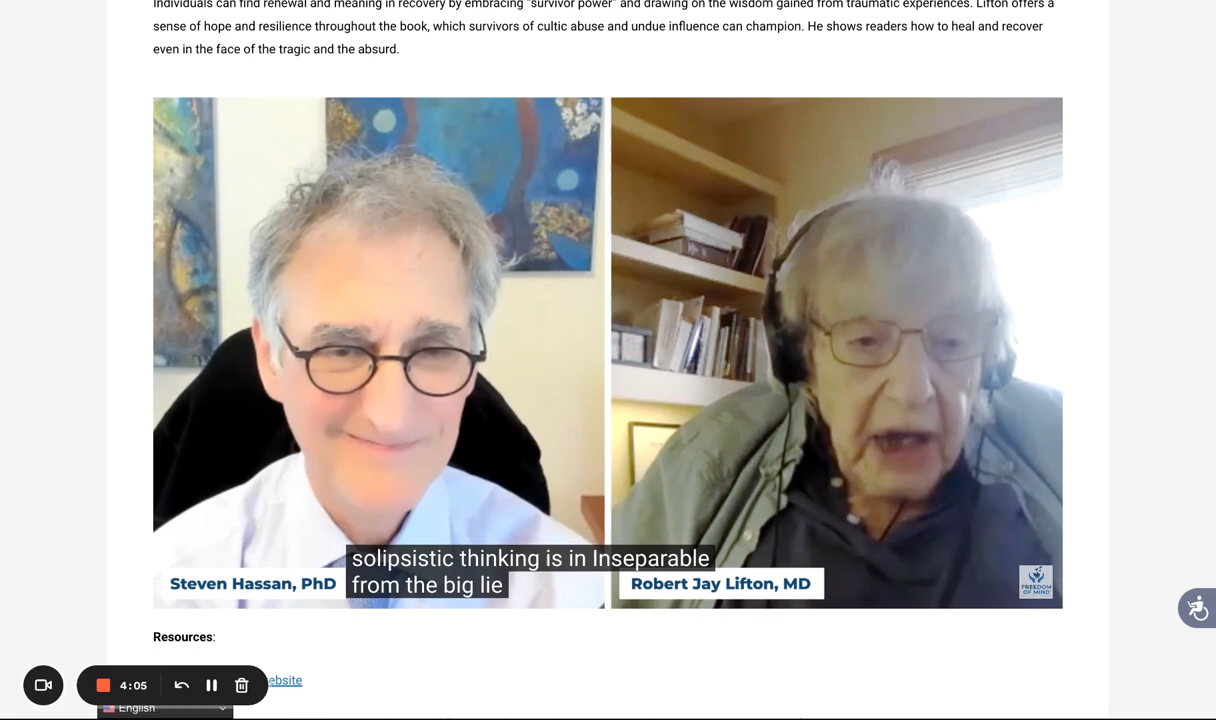 Individuals can find renewal and meaning in recovery by embracing "survivor power" and drawing on the wisdom gained from traumatic experiences. Lifton offers a
sense of hope and resilience throughout the book, which survivors of cultic abuse and undue influence can champion. He shows readers how to heal and recover
even in the face of the tragic and the absurd.
solipsistic thinking is in Inseparable
from the big lie
Steven Hassan, PhD
Robert Jay Lifton, MD
FREEDOM
OF MIND
Resources:
ebsite
4:05
English